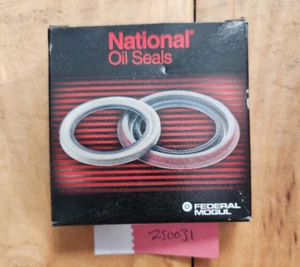 National®
Oil Seals
FEDERAL
MOGUL
250031